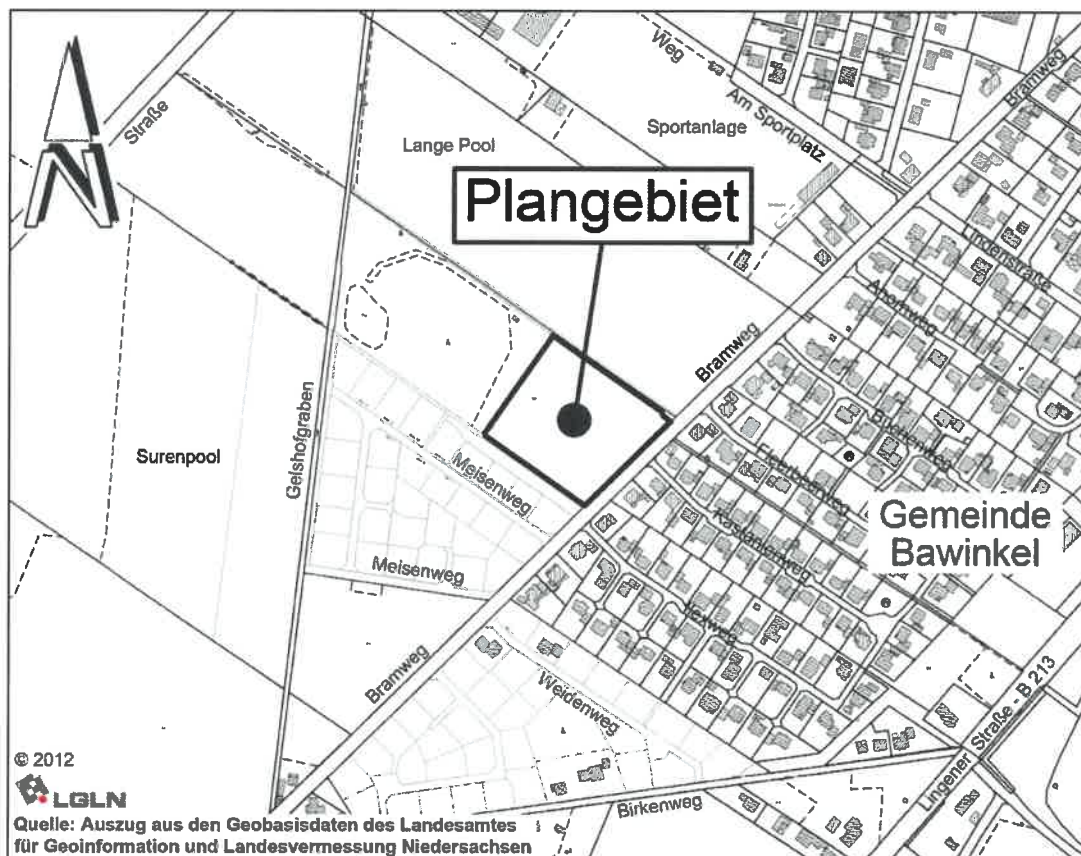 Weg
Am Sportplatz
Bramweg
Straße
Lange Pool
Sportanlage
N
Plangebiet
Lindenstraße
Ahornweg
Bramweg
Buchenweg
Geishofgraben
Surenpool
Meisenweg
Kastanienweg
Gemeinde
Bawinkel
Meisenweg
Bramweg
Weidenweg
Lingener Straße - B 213
Birkenweg
© 2012
LGLN
Quelle: Auszug aus den Geobasisdaten des Landesamtes
für Geoinformation und Landesvermessung Niedersachsen